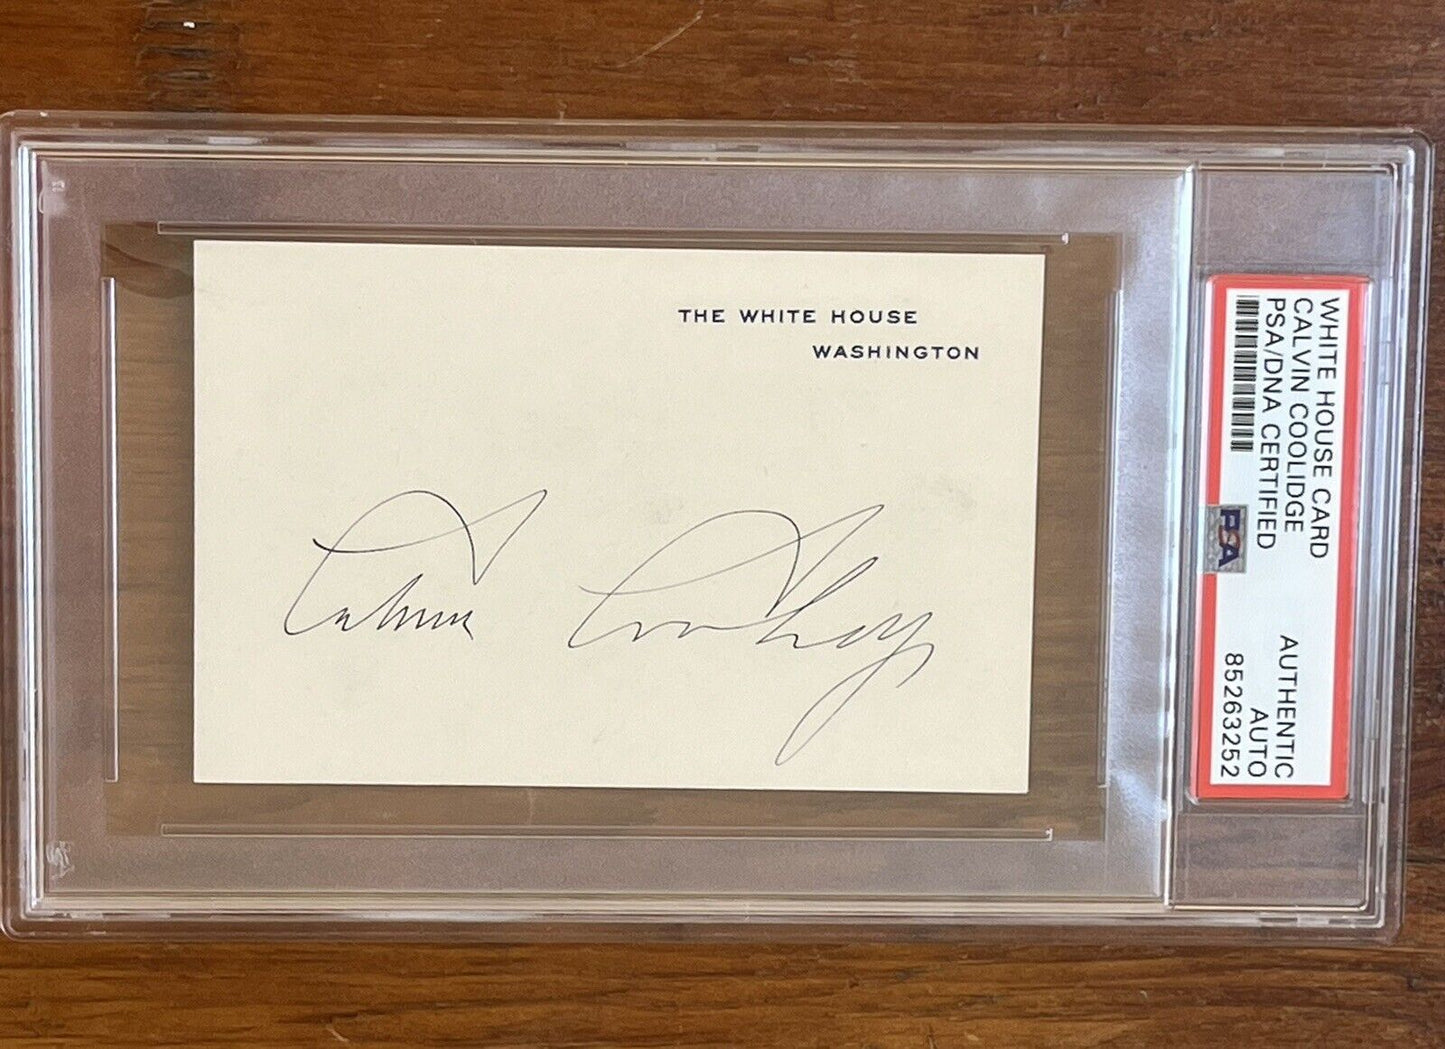 THE WHITE HOUSE
WASHINGTON
Calvin Coolidge
WHITE HOUSE CARD
CALVIN COOLIDGE
PSA/DNA CERTIFIED
AUTHENTIC
AUTO
85263252
PSA